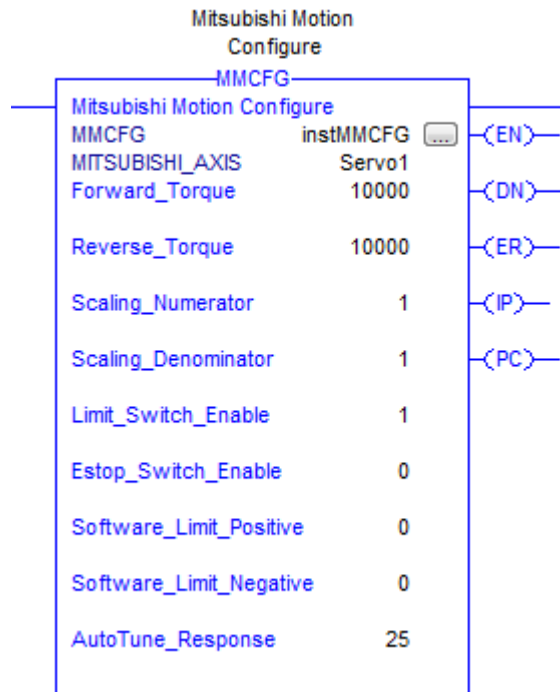 Mitsubishi Motion
Configure
MMCFG
Mitsubishi Motion Configure
MMCFG instMMCFG ... EN
MITSUBISHI_AXIS Servo1
Forward_Torque 10000 DN
Reverse_Torque 10000 ER
Scaling_Numerator 1 IP
Scaling_Denominator 1 PC
Limit_Switch_Enable 1
Estop_Switch_Enable 0
Software_Limit_Positive 0
Software_Limit_Negative 0
AutoTune_Response 25